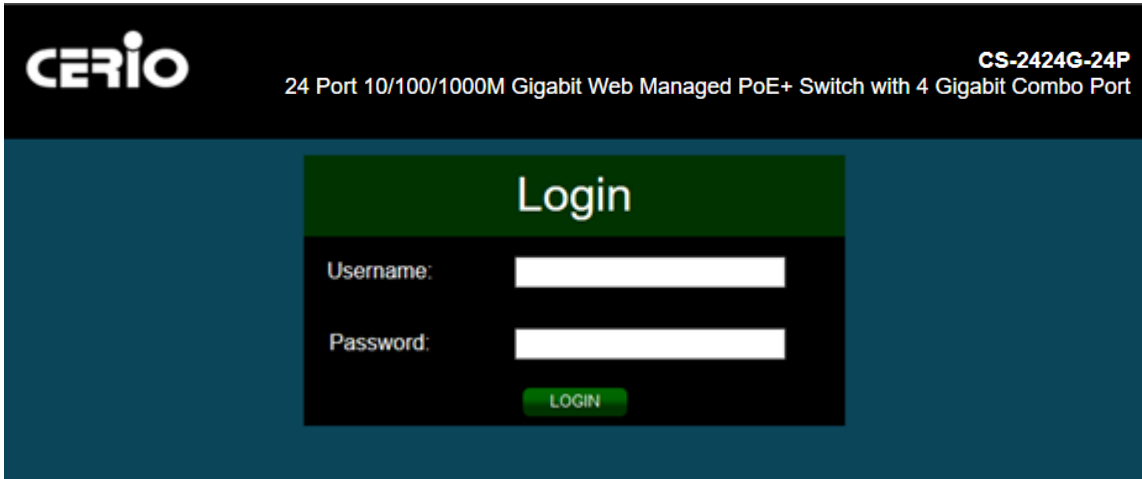 CERIO
CS-2424G-24P
24 Port 10/100/1000M Gigabit Web Managed PoE+ Switch with 4 Gigabit Combo Port
Login
Username:
Password:
LOGIN